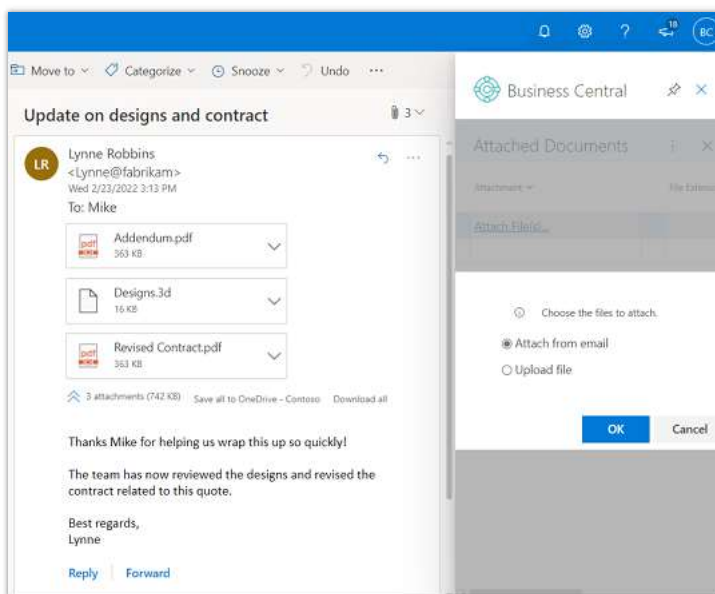 18
BC
Move to
Categorize
Snooze
Undo
Update on designs and contract
3
LR
Lynne Robbins
<Lynne@fabrikam>
Wed 2/23/2022 3:13 PM
To: Mike
pdf
Addendum.pdf
363 KB
Designs.3d
16 KB
pdf
Revised Contract.pdf
363 KB
3 attachments (742 KB) Save all to OneDrive - Contoso Download all
Thanks Mike for helping us wrap this up so quickly!
The team has now reviewed the designs and revised the
contract related to this quote.
Best regards,
Lynne
Reply Forward
Business Central
Attached Documents
Attachment File Extens
Attach File(s)...
Choose the files to attach.
Attach from email
Upload file
OK Cancel